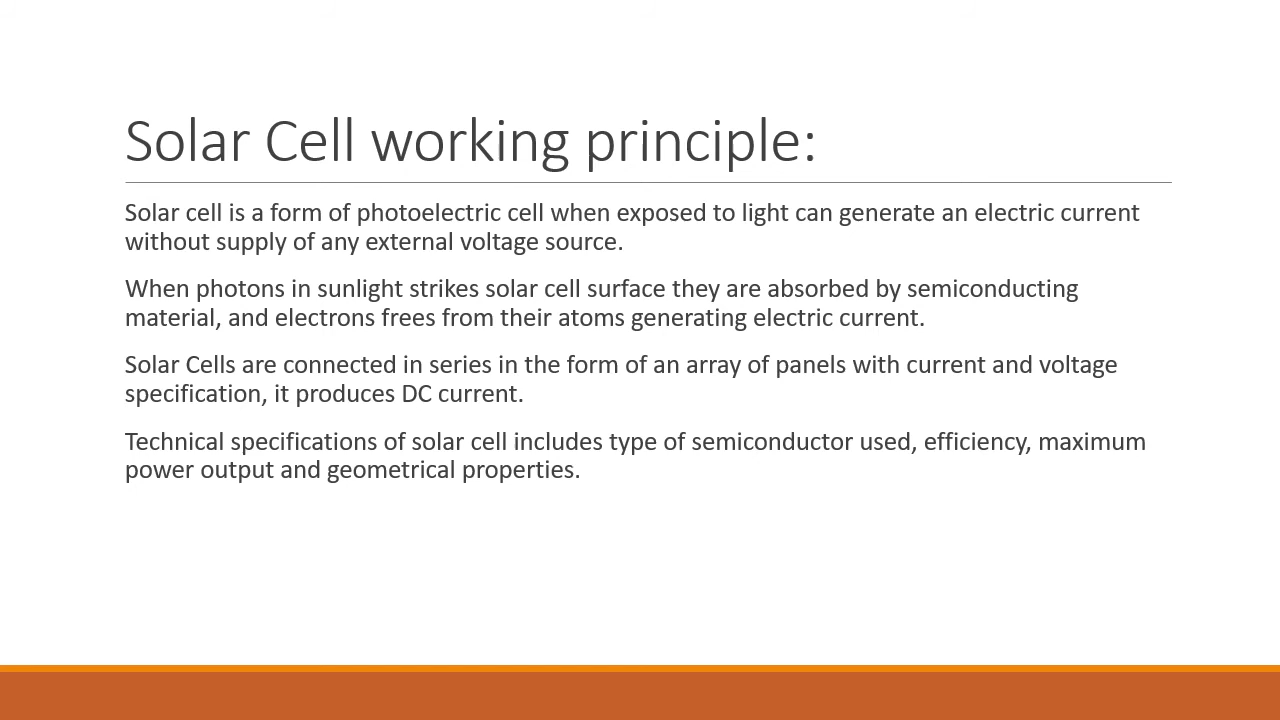 Solar Cell working principle:
Solar cell is a form of photoelectric cell when exposed to light can generate an electric current
without supply of any external voltage source.
When photons in sunlight strikes solar cell surface they are absorbed by semiconducting
material, and electrons frees from their atoms generating electric current.
Solar Cells are connected in series in the form of an array of panels with current and voltage
specification, it produces DC current.
Technical specifications of solar cell includes type of semiconductor used, efficiency, maximum
power output and geometrical properties.